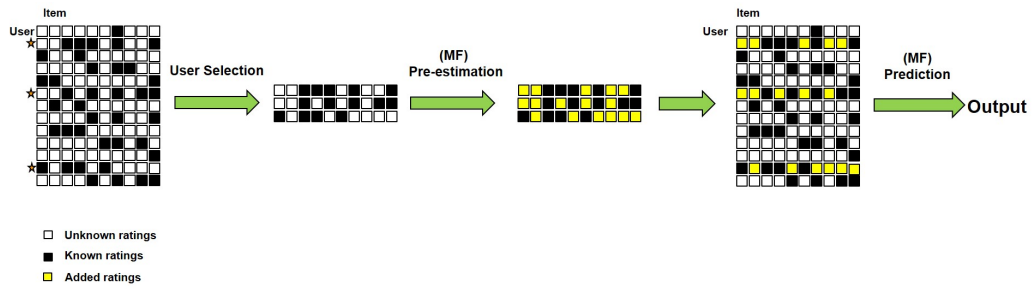 Item
User
User Selection
(MF)
Pre-estimation
Item
User
(MF)
Prediction
Output
Unknown ratings
Known ratings
Added ratings